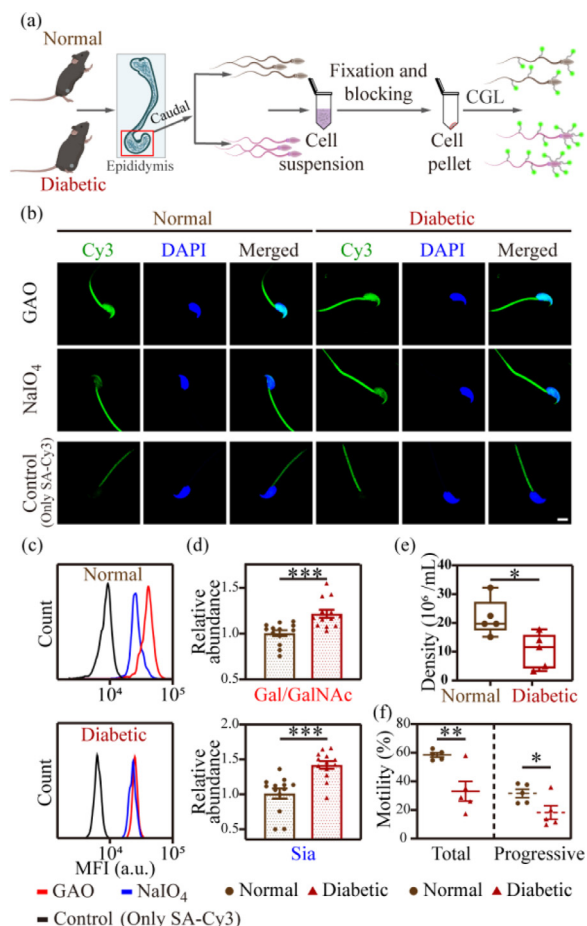 (a)
Normal
Diabetic
Epididymis
Caudal
Cell
suspension
Fixation and
blocking
Cell
pellet
CGL
(b)
Normal
Diabetic
Cy3
DAPI
Merged
Cy3
DAPI
Merged
GAO
NaIO₄
Control
(Only SA-Cy3)
(c)
Normal
Count
10⁴
10⁵
Diabetic
Count
10⁴
10⁵
MFI (a.u.)
GAO
NaIO₄
Control (Only SA-Cy3)
(d)
Relative
abundance
1.5
1.0
0.5
***
Gal/GalNAc
Relative
abundance
2.0
1.5
1.0
0.5
***
Sia
Normal
Diabetic
(e)
Density (10⁶ /mL)
40
30
20
10
0
*
Normal
Diabetic
(f)
Motility (%)
80
60
40
20
0
**
*
Total
Progressive
Normal
Diabetic